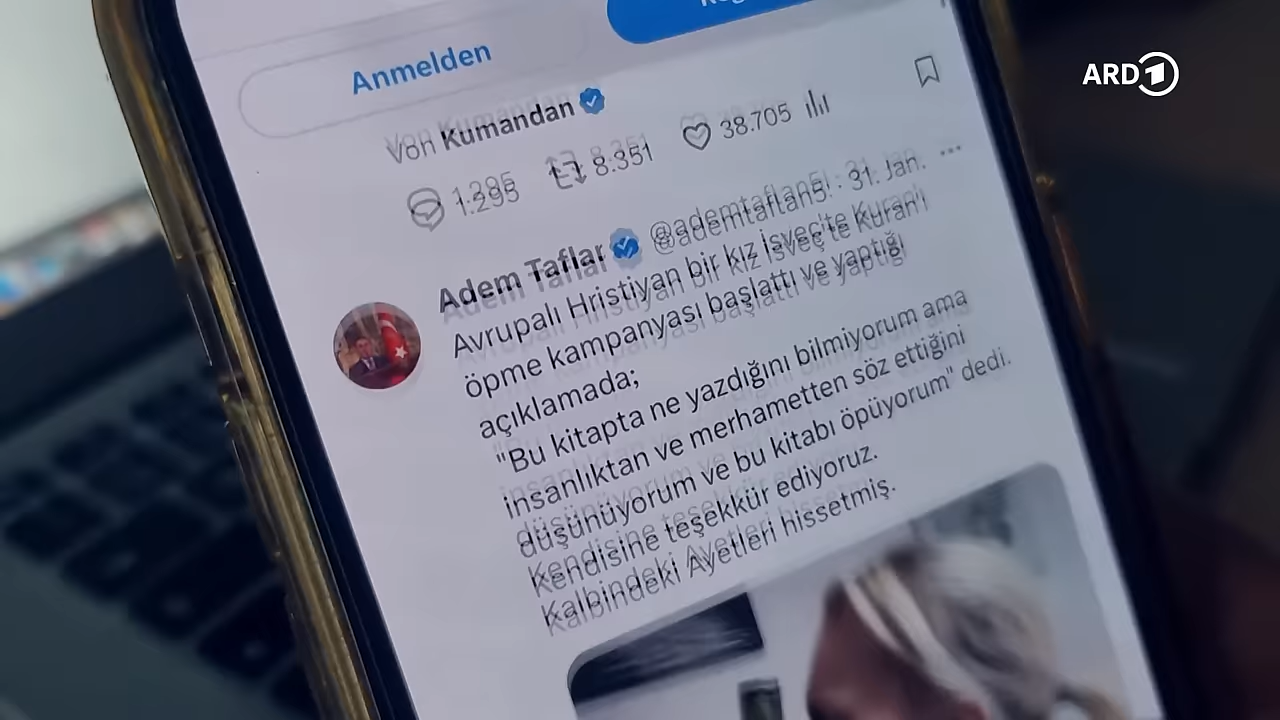 ARD 1
Anmelden
Von Kumandan
1.295 8.351 38.705
Adem Taflan @ademtaflan5! · 31. Jan.
Avrupalı Hristiyan bir kız İsveç'te Kuran'ı
öpme kampanyası başlattı ve yaptığı
açıklamada;
"Bu kitapta ne yazdığını bilmiyorum ama
insanlıktan ve merhametten söz ettiğini
düşünüyorum ve bu kitabı öpüyorum" dedi.
Kendisine teşekkür ediyoruz.
Kalbindeki Ayetleri hissetmiş.